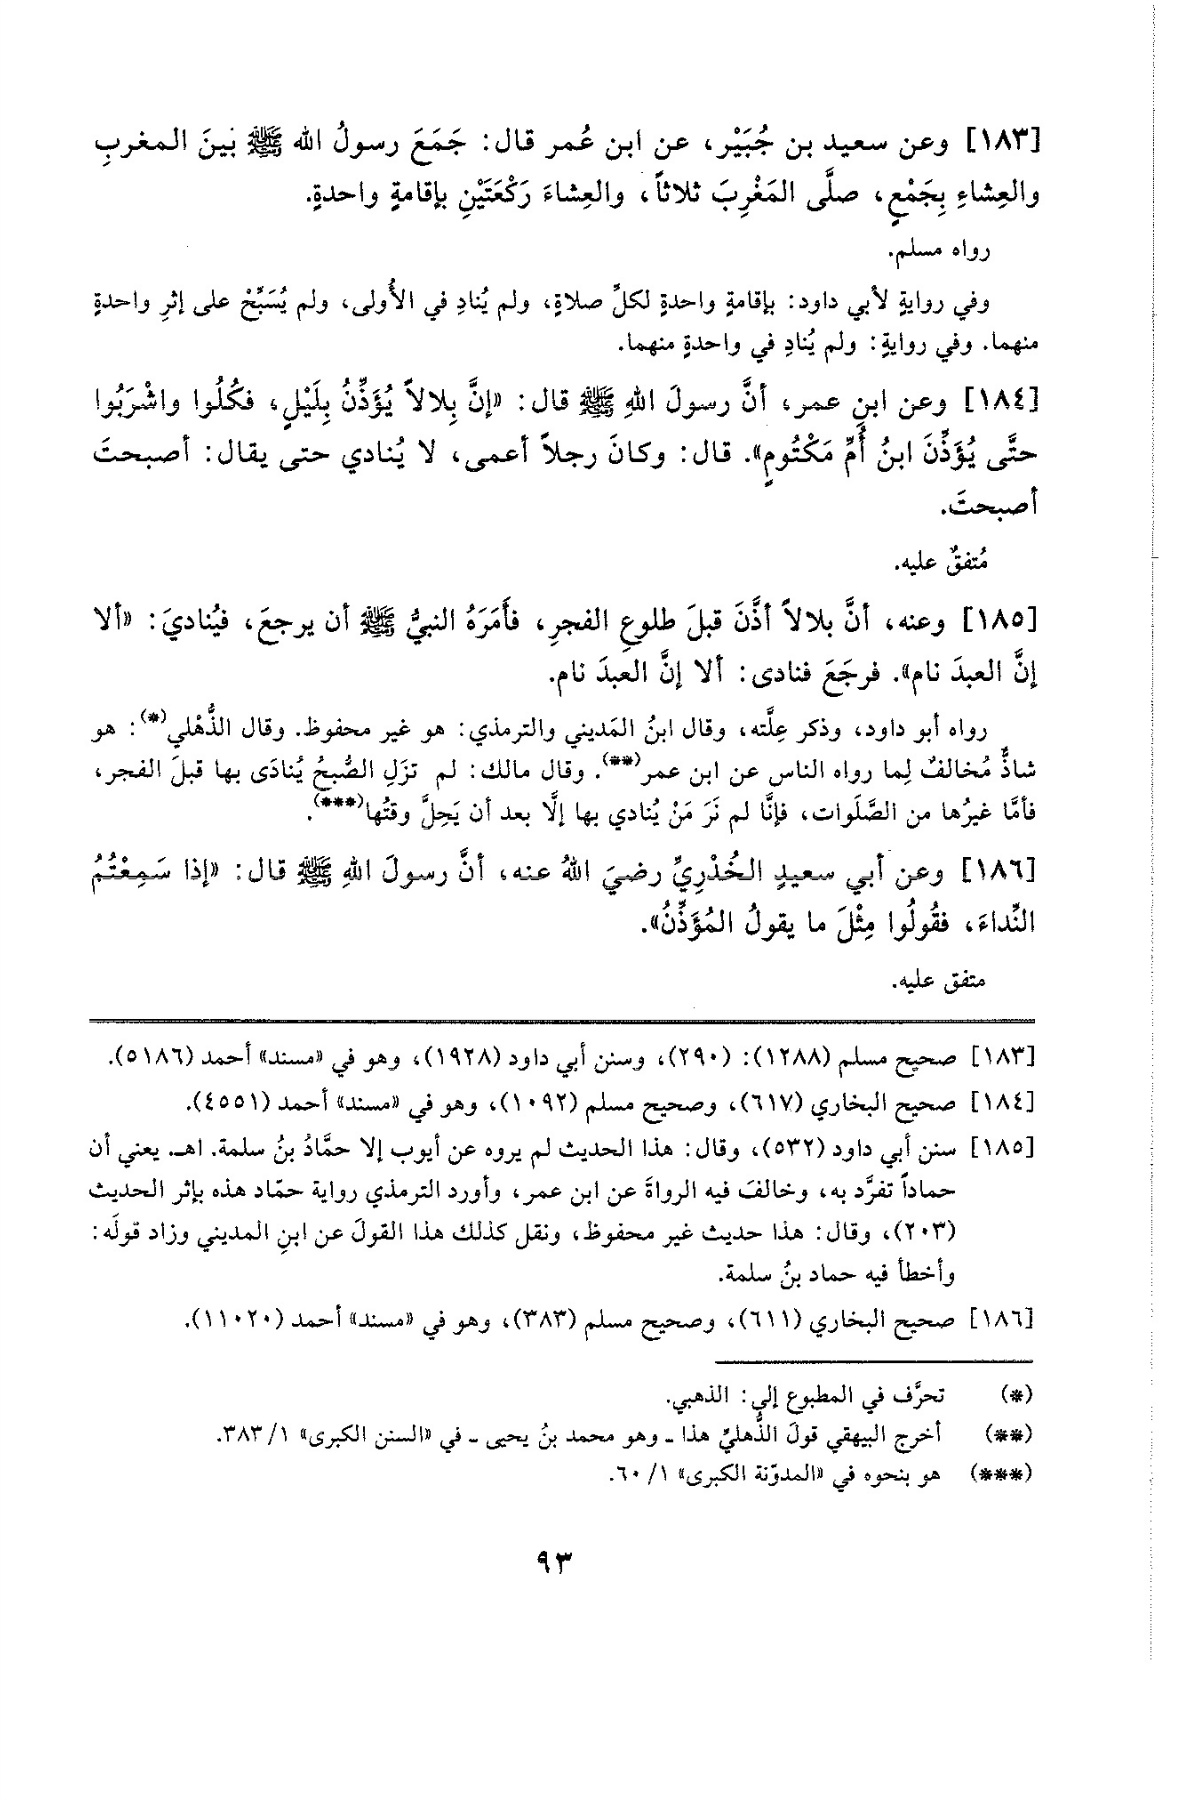 [١٨٣] وعن سعيد بن جُبَيْر، عن ابن عُمر قال: جَمَعَ رسولُ الله ﷺ بينَ المغربِ
والعِشاءِ بِجَمْعٍ، صلَّى المَغْرِبَ ثلاثاً، والعِشاءَ رَكْعَتَيْنِ بإقامةٍ واحدةٍ.
رواه مسلم.
وفي روايةٍ لأبي داود: بإقامةٍ واحدةٍ لكلِّ صلاةٍ، ولم يُنادِ في الأُولى، ولم يُسَبِّحْ على إثرِ واحدةٍ
منهما. وفي روايةٍ: ولم يُنادِ في واحدةٍ منهما.
[١٨٤] وعن ابنِ عمر، أنَّ رسولَ اللهِ ﷺ قال: «إنَّ بِلالاً يُؤَذِّنُ بِلَيْلٍ، فكُلُوا واشْرَبُوا
حتَّى يُؤَذِّنَ ابنُ أُمِّ مَكْتُومٍ». قال: وكانَ رجلاً أعمى، لا يُنادي حتى يقال: أصبحتَ
أصبحتَ.
مُتفقٌ عليه.
[١٨٥] وعنه، أنَّ بلالاً أذَّنَ قبلَ طلوعِ الفجرِ، فأَمَرَهُ النبيُّ ﷺ أن يرجعَ، فيُناديَ: «ألا
إنَّ العبدَ نام». فرجَعَ فنادى: ألا إنَّ العبدَ نام.
رواه أبو داود، وذكر عِلَّته، وقال ابنُ المَديني والترمذي: هو غير محفوظ. وقال الذُّهْلي(*): هو
شاذٌّ مُخالفٌ لِما رواه الناس عن ابن عمر(**). وقال مالك: لم تزَلِ الصُّبحُ يُنادَى بها قبلَ الفجر،
فأمَّا غيرُها من الصَّلَوات، فإنَّا لم نَرَ مَنْ يُنادي بها إلَّا بعد أن يَحِلَّ وقتُها(***).
[١٨٦] وعن أبي سعيدٍ الخُدْرِيِّ رضيَ اللهُ عنه، أنَّ رسولَ اللهِ ﷺ قال: «إذا سَمِعْتُمُ
النِّداءَ، فقُولُوا مِثْلَ ما يقولُ المُؤَذِّنُ».
متفق عليه.
[١٨٣] صحيح مسلم (١٢٨٨): (٢٩٠)، وسنن أبي داود (١٩٢٨)، وهو في «مسند» أحمد (٥١٨٦).
[١٨٤] صحيح البخاري (٦١٧)، وصحيح مسلم (١٠٩٢)، وهو في «مسند» أحمد (٤٥٥١).
[١٨٥] سنن أبي داود (٥٣٢)، وقال: هذا الحديث لم يروه عن أيوب إلا حمَّادُ بنُ سلمة. اهـ. يعني أن
حماداً تفرَّد به، وخالفَ فيه الرواةَ عن ابن عمر، وأورد الترمذي رواية حمّاد هذه بإثر الحديث
(٢٠٣)، وقال: هذا حديث غير محفوظ، ونقل كذلك هذا القولَ عن ابنِ المديني وزاد قولَه:
وأخطأ فيه حماد بنُ سلمة.
[١٨٦] صحيح البخاري (٦١١)، وصحيح مسلم (٣٨٣)، وهو في «مسند» أحمد (١١٠٢٠).
(*) تحرَّف في المطبوع إلى: الذهبي.
(**) أخرج البيهقي قولَ الذُّهليِّ هذا ـ وهو محمد بنُ يحيى ـ في «السنن الكبرى» ١/ ٣٨٣.
(***) هو بنحوه في «المدوّنة الكبرى» ١/ ٦٠.
٩٣